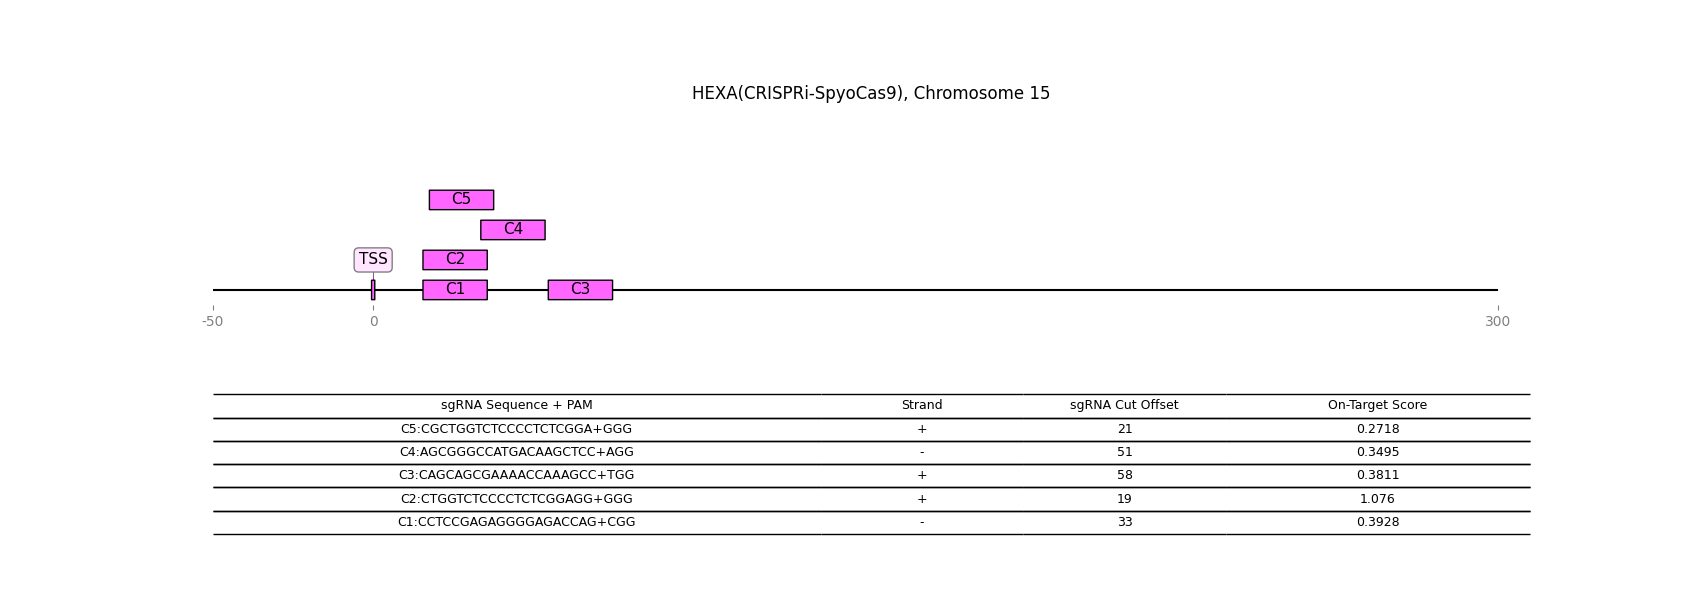 HEXA(CRISPRi-SpyoCas9), Chromosome 15
C5
C4
TSS
C2
C1
C3
-50
0
300
sgRNA Sequence + PAM Strand sgRNA Cut Offset On-Target Score
C5:CGCTGGTCTCCCCTCTCGGA+GGG + 21 0.2718
C4:AGCGGGCCATGACAAGCTCC+AGG - 51 0.3495
C3:CAGCAGCGAAAACCAAAGCC+TGG + 58 0.3811
C2:CTGGTCTCCCCTCTCGGAGG+GGG + 19 1.076
C1:CCTCCGAGAGGGGAGACCAG+CGG - 33 0.3928